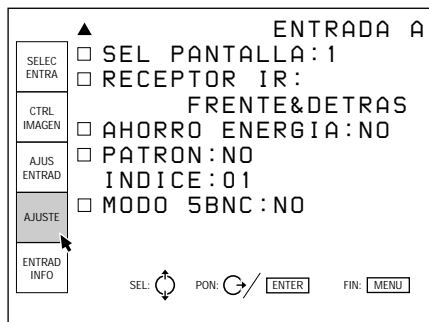 ENTRADA A
SELEC
ENTRA
CTRL
IMAGEN
AJUS
ENTRAD
AJUSTE
ENTRAD
INFO
SEL PANTALLA:1
RECEPTOR IR:
FRENTE&DETRAS
AHORRO ENERGIA:NO
PATRON:NO
INDICE:01
MODO 5BNC:NO
SEL: PON: / ENTER FIN: MENU